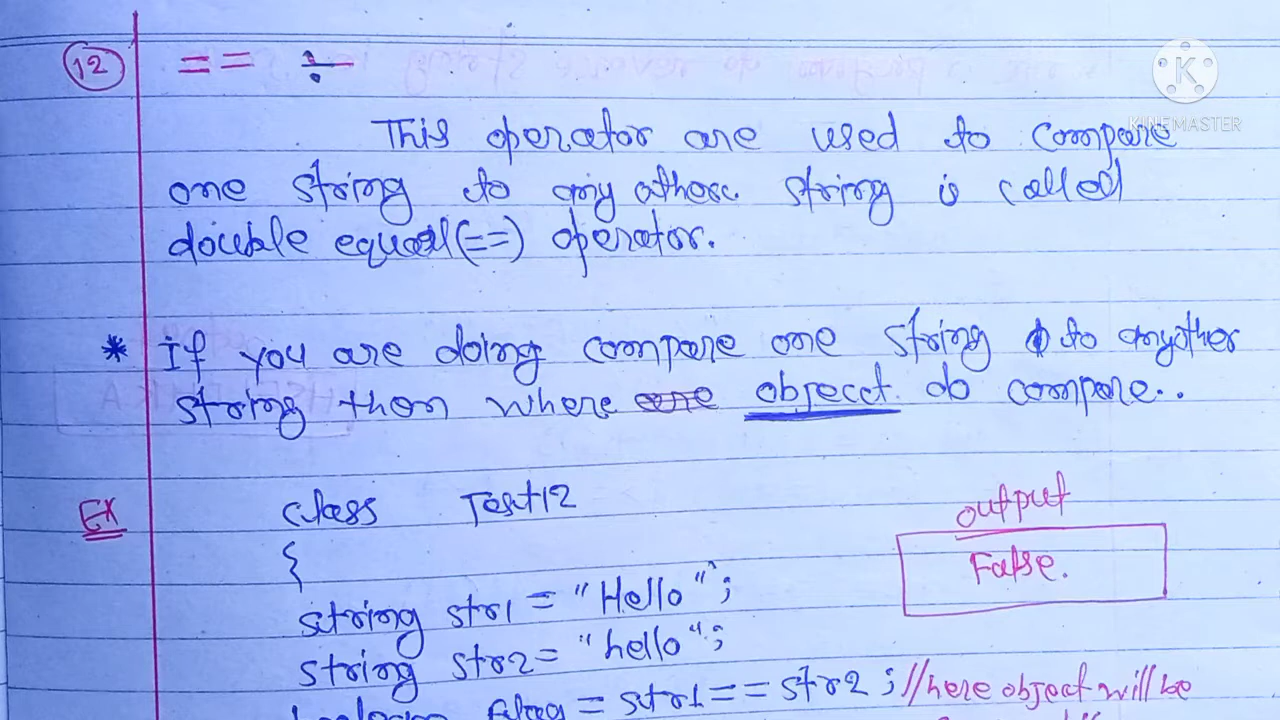 12 == ÷
K
KINEMASTER
This operator are used to compare
one string to any other string is called
double equal(==) operator.
* If you are doing compare one string to anyother
string then where object do compare..
Ex class Test12
output
{
False.
string str1 = "Hello";
string str2 = "hello";
flag = str1 == str2 ; //here object will be